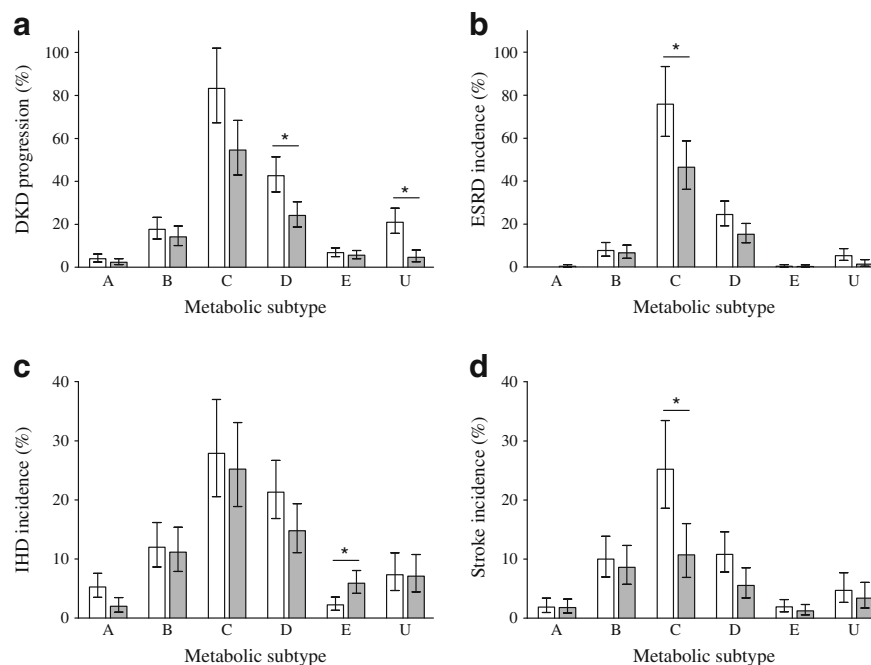 a
DKD progression (%)
100
80
60
40
20
0
*
*
A B C D E U
Metabolic subtype
b
ESRD incdence (%)
100
80
60
40
20
0
*
A B C D E U
Metabolic subtype
c
IHD incidence (%)
40
30
20
10
0
*
A B C D E U
Metabolic subtype
d
Stroke incidence (%)
40
30
20
10
0
*
A B C D E U
Metabolic subtype